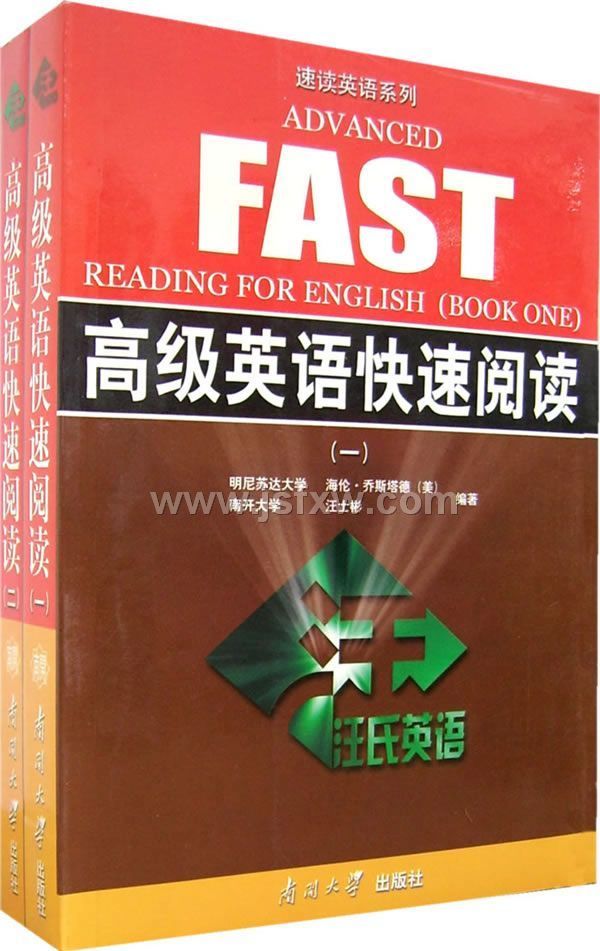 速读英语系列
ADVANCED
FAST
READING FOR ENGLISH (BOOK ONE)
高级英语快速阅读
(一)
明尼苏达大学 海伦·乔斯塔德(美)
南开大学 汪士彬
编著
www.jsfxw.com
汪氏英语
南开大学 出版社
高级英语快速阅读(一)
南开大学 出版社
高级英语快速阅读(二)
南开大学 出版社